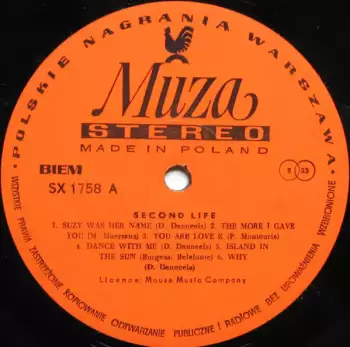 • POLSKIE NAGRANIA WARSZAWA •
Muza
STEREO
MADE IN POLAND
BIEM
S 33
SX 1758 A
SECOND LIFE
1. SUZY WAS HER NAME (D. Danneels) 2. THE MORE I GAVE
YOU (M. Marrsens) 3. YOU ARE LOVE K (P. Montouris)
4. DANCE WITH ME (D. Danneels) 5. ISLAND IN
THE SUN (Burgess, Belafonte) 6. WHY
(D. Danneels)
Licence: Mouse Music Company
WSZELKIE PRAWA ZASTRZEŻONE KOPIOWANIE ODTWARZANIE PUBLICZNE I RADIOWE BEZ UPOWAŻNIENIA WZBRONIONE